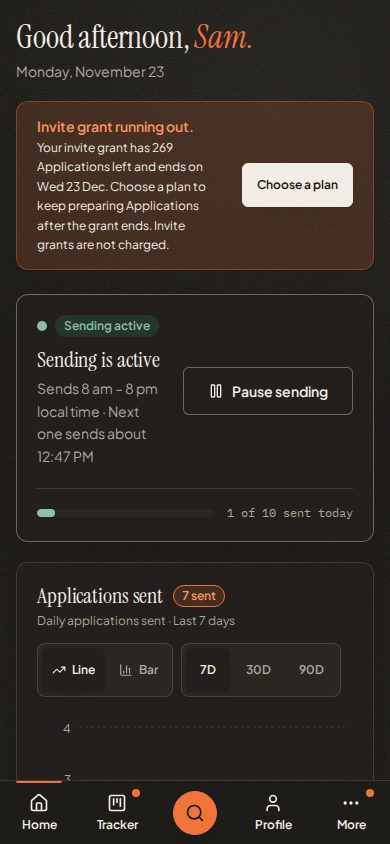 Good afternoon, Sam.
Monday, November 23
Invite grant running out.
Your invite grant has 269
Applications left and ends on
Wed 23 Dec. Choose a plan to
keep preparing Applications
after the grant ends. Invite
grants are not charged.
Choose a plan
Sending active
Sending is active
Sends 8 am – 8 pm
local time · Next
one sends about
12:47 PM
Pause sending
1 of 10 sent today
Applications sent
7 sent
Daily applications sent · Last 7 days
Line
Bar
7D
30D
90D
4
3
Home
Tracker
Profile
More